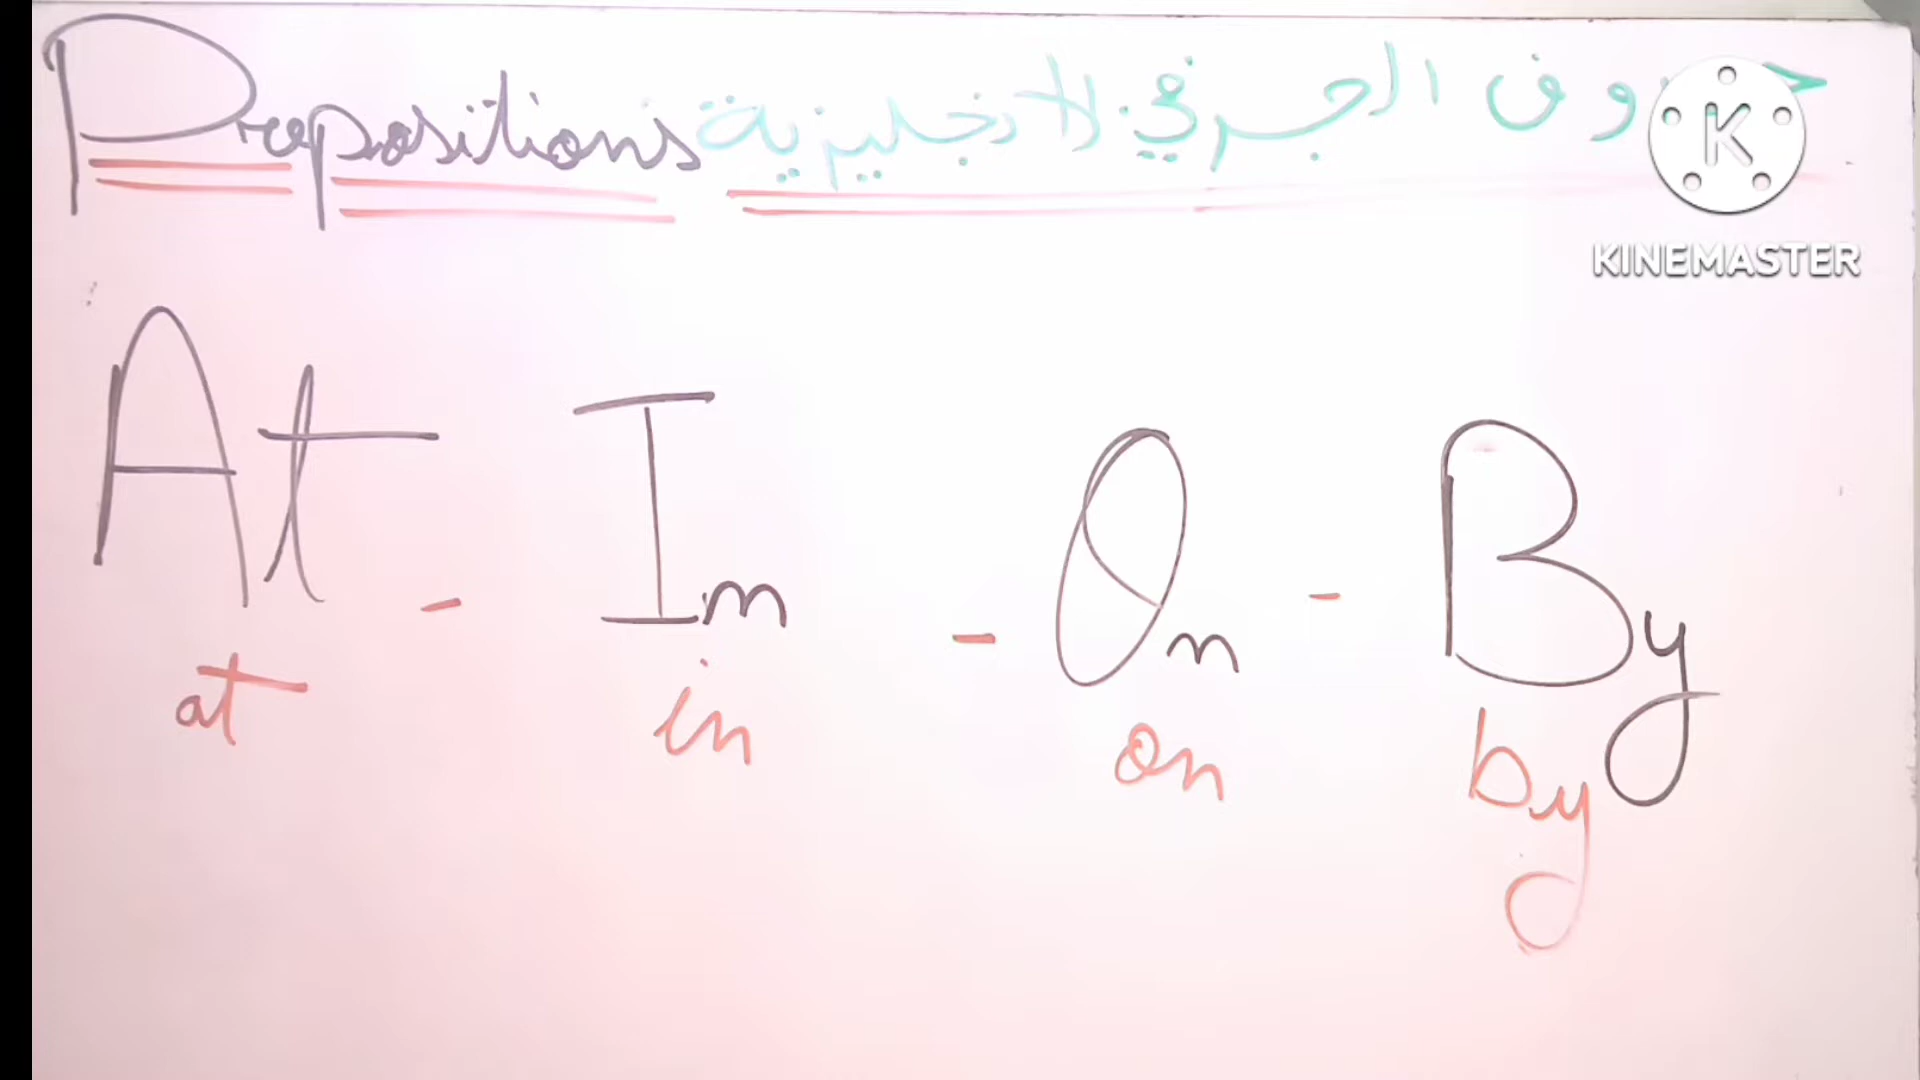 Prepositions حروف الجر في الانجليزية
K
KINEMASTER
At - In - On - By
at in on by